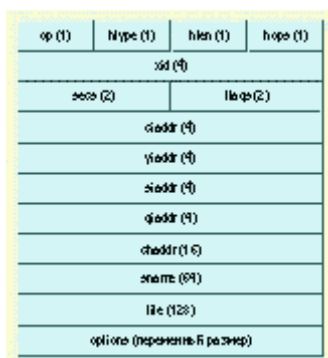 op (1) htype (1) hlen (1) hops (1)
xid (4)
secs (2) flags (2)
ciaddr (4)
yiaddr (4)
siaddr (4)
giaddr (4)
chaddr (16)
sname (64)
file (128)
options (переменный размер)